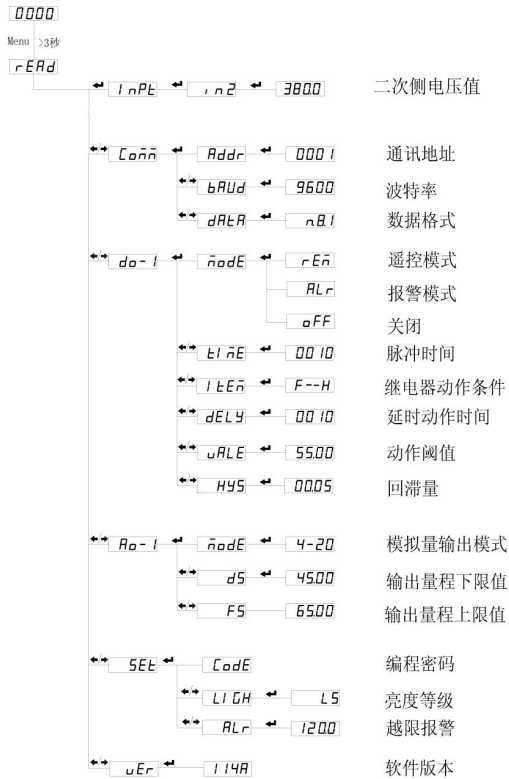 0000
Menu >3秒
rEAd
InPt in2 380.0 二次侧电压值
Comm Addr 0001 通讯地址
bAUd 9600 波特率
dAtA n.8.1 数据格式
do-1 modE rEm 遥控模式
ALr 报警模式
oFF 关闭
tImE 0010 脉冲时间
ItEm F--H 继电器动作条件
dELY 0010 延时动作时间
vALE 55.00 动作阈值
HYS 00.05 回滞量
Ao-1 modE 4-20 模拟量输出模式
dS 45.00 输出量程下限值
FS 65.00 输出量程上限值
SEt CodE 编程密码
LIGH LS 亮度等级
ALr 120.0 越限报警
vEr 114A 软件版本